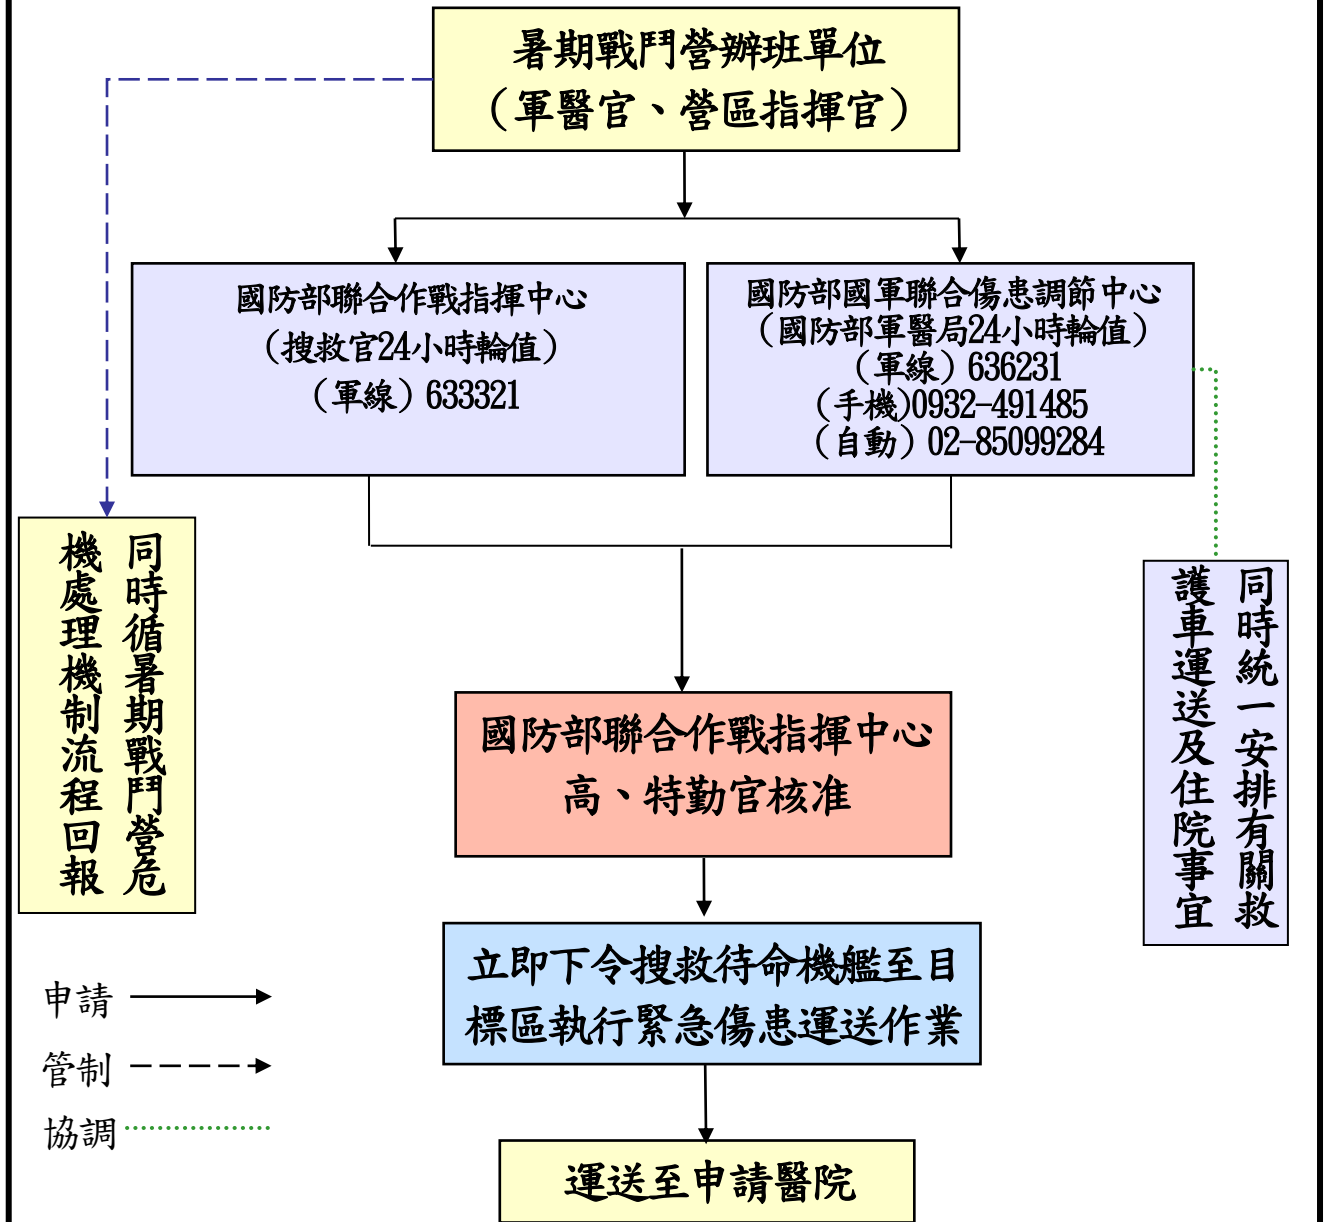 暑期戰鬥營辦班單位
（軍醫官、營區指揮官）
國防部聯合作戰指揮中心
（搜救官24小時輪值）
（軍線）633321
國防部國軍聯合傷患調節中心
（國防部軍醫局24小時輪值）
（軍線）636231
（手機)0932-491485
（自動）02-85099284
同時循暑期戰鬥營危
機處理機制流程回報
同時統一安排有關救
護車運送及住院事宜
國防部聯合作戰指揮中心
高、特勤官核准
立即下令搜救待命機艦至目
標區執行緊急傷患運送作業
申請
管制
協調
運送至申請醫院